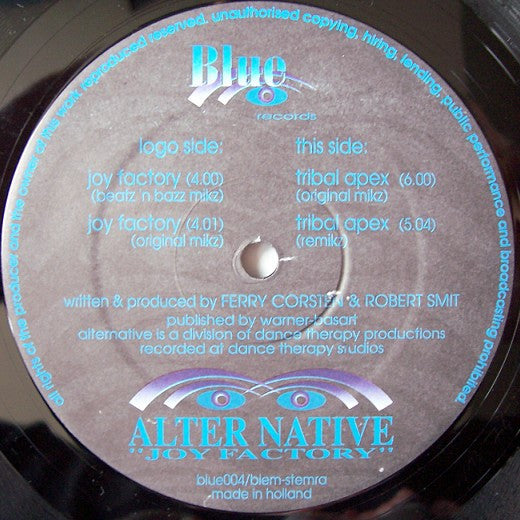 all rights of the producer and the owner of this work reproduced reserved. unauthorised copying, hiring, lending, public performance and broadcasting prohibited.
Blue
records
logo side:
joy factory (4.00)
(beatz 'n bazz mikz)
joy factory (4.01)
(original mikz)
this side:
tribal apex (6.00)
(original mikz)
tribal apex (5.04)
(remikz)
written & produced by FERRY CORSTEN & ROBERT SMIT
published by warner-basart
alternative is a division of dance therapy productions
recorded at dance therapy studios
ALTER NATIVE
"JOY FACTORY"
blue004/biem-stemra
made in holland